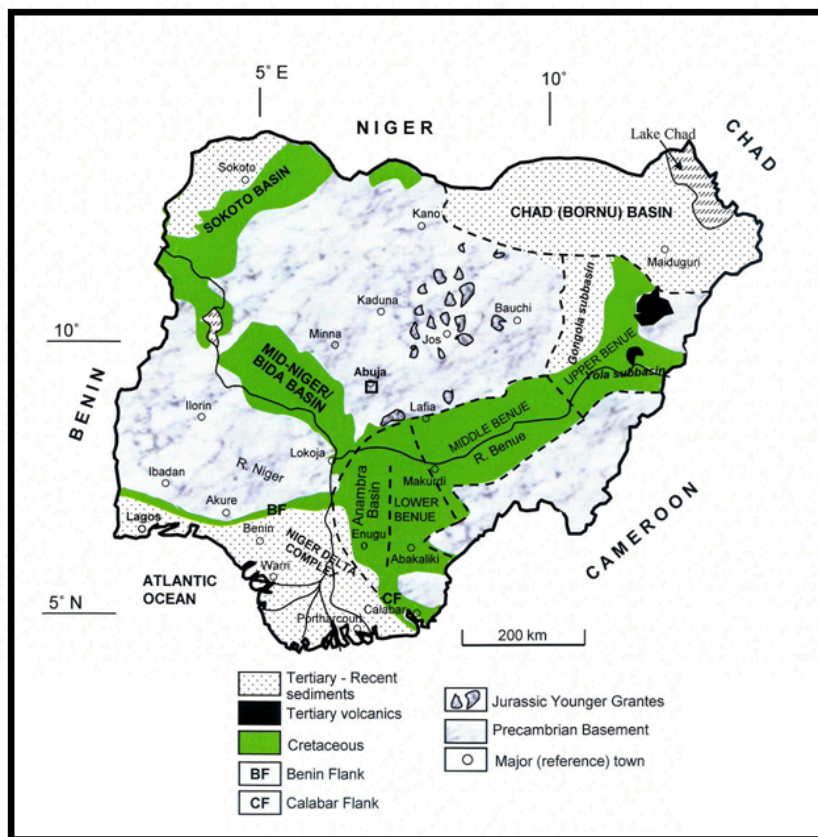 5° E
10°
NIGER
CHAD
Lake Chad
Sokoto
SOKOTO BASIN
Kano
CHAD (BORNU) BASIN
Maiduguri
Gongola subbasin
Kaduna
Bauchi
Jos
Minna
10°
MID-NIGER/
BIDA BASIN
Abuja
UPPER BENUE
Yola subbasin
BENIN
Ilorin
Lafia
MIDDLE BENUE
R. Benue
Lokoja
R. Niger
Ibadan
Makurdi
Anambra
Basin
LOWER
BENUE
Akure
BF
Lagos
Benin
Enugu
Abakaliki
NIGER DELTA
COMPLEX
CAMEROON
Warri
ATLANTIC
OCEAN
CF
Calabar
5° N
Portharcourt
200 km
Tertiary - Recent
sediments
Tertiary volcanics
Cretaceous
BF Benin Flank
CF Calabar Flank
Jurassic Younger Grantes
Precambrian Basement
Major (reference) town